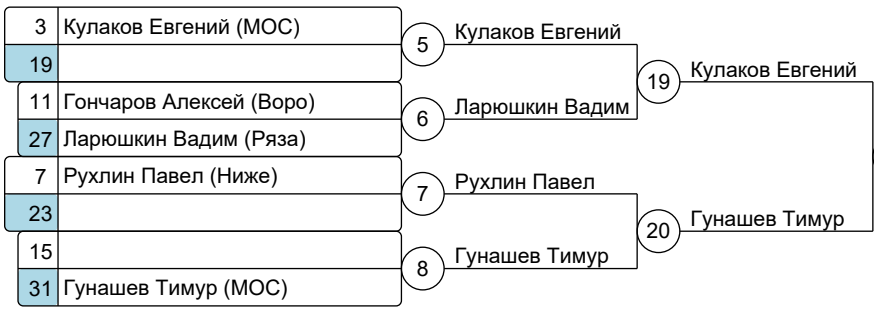 3 Кулаков Евгений (МОС)
19
11 Гончаров Алексей (Воро)
27 Ларюшкин Вадим (Ряза)
7 Рухлин Павел (Ниже)
23
15
31 Гунашев Тимур (МОС)
5 Кулаков Евгений
6 Ларюшкин Вадим
7 Рухлин Павел
8 Гунашев Тимур
19 Кулаков Евгений
20 Гунашев Тимур